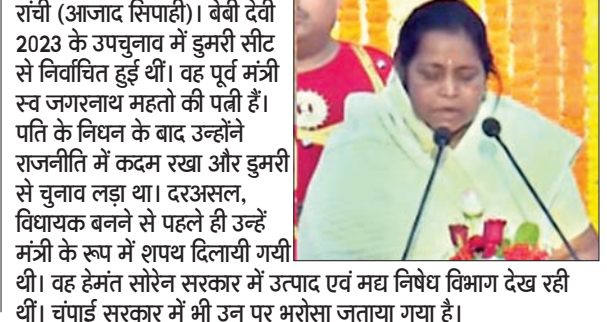 रांची (आजाद सिपाही)। बेबी देवी
2023 के उपचुनाव में डुमरी सीट
से निर्वाचित हुई थीं। वह पूर्व मंत्री
स्व जगरनाथ महतो की पत्नी हैं।
पति के निधन के बाद उन्होंने
राजनीति में कदम रखा और डुमरी
से चुनाव लड़ा था। दरअसल,
विधायक बनने से पहले ही उन्हें
मंत्री के रूप में शपथ दिलायी गयी
थी। वह हेमंत सोरेन सरकार में उत्पाद एवं मद्य निषेध विभाग देख रही
थीं। चंपाई सरकार में भी उन पर भरोसा जताया गया है।